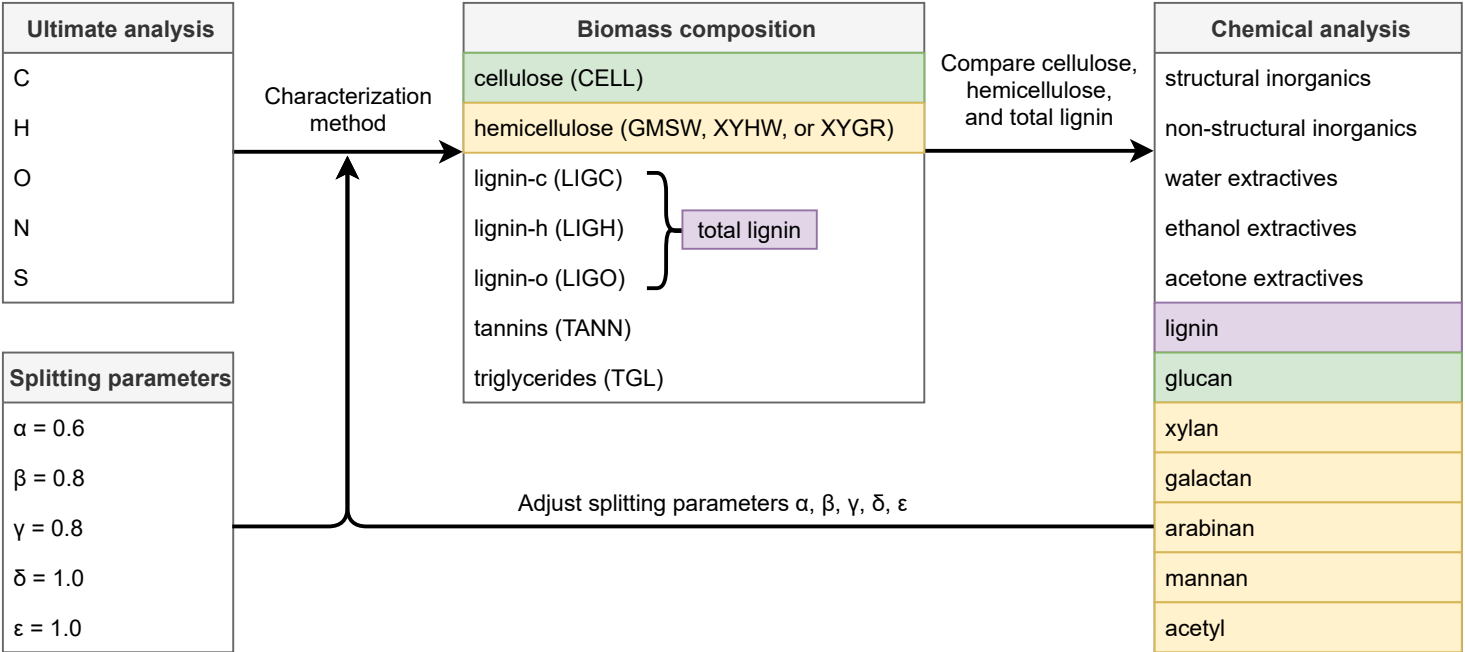 Ultimate analysis
C
H
O
N
S
Splitting parameters
α = 0.6
β = 0.8
γ = 0.8
δ = 1.0
ε = 1.0
Characterization
method
Biomass composition
cellulose (CELL)
hemicellulose (GMSW, XYHW, or XYGR)
lignin-c (LIGC)
lignin-h (LIGH)
lignin-o (LIGO)
total lignin
tannins (TANN)
triglycerides (TGL)
Compare cellulose,
hemicellulose,
and total lignin
Adjust splitting parameters α, β, γ, δ, ε
Chemical analysis
structural inorganics
non-structural inorganics
water extractives
ethanol extractives
acetone extractives
lignin
glucan
xylan
galactan
arabinan
mannan
acetyl